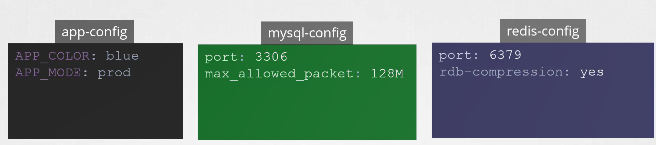 app-config
APP_COLOR: blue
APP_MODE: prod
mysql-config
port: 3306
max_allowed_packet: 128M
redis-config
port: 6379
rdb-compression: yes